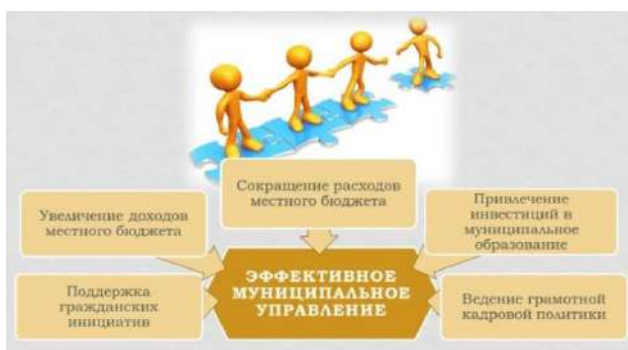 Сокращение расходов
местного бюджета
Увеличение доходов
местного бюджета
Привлечение
инвестиций в
муниципальное
образование
Поддержка
гражданских
инициатив
ЭФФЕКТИВНОЕ
МУНИЦИПАЛЬНОЕ
УПРАВЛЕНИЕ
Ведение грамотной
кадровой политики